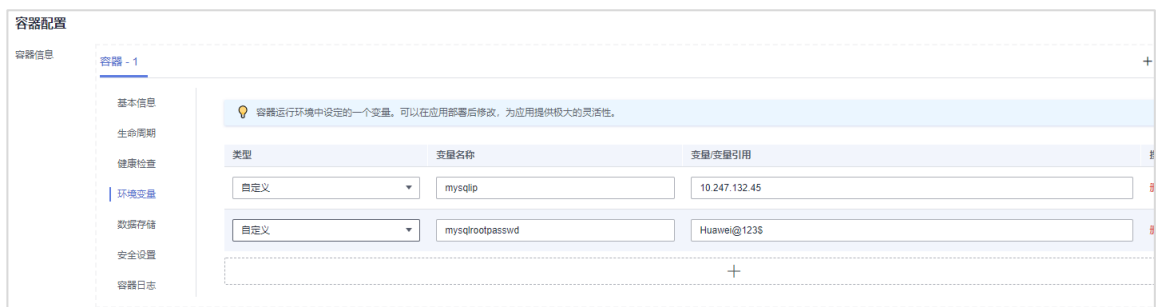 容器配置
容器信息
容器 - 1
+
基本信息
生命周期
健康检查
环境变量
数据存储
安全设置
容器日志
容器运行环境中设定的一个变量。可以在应用部署后修改，为应用提供极大的灵活性。
类型 变量名称 变量/变量引用
自定义 mysqlip 10.247.132.45
自定义 mysqlrootpasswd Huawei@123$
+